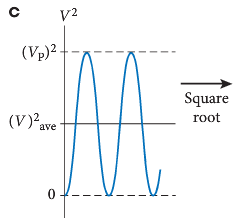 C
V²
(Vₚ)²
(V)²ave
0
Square
root